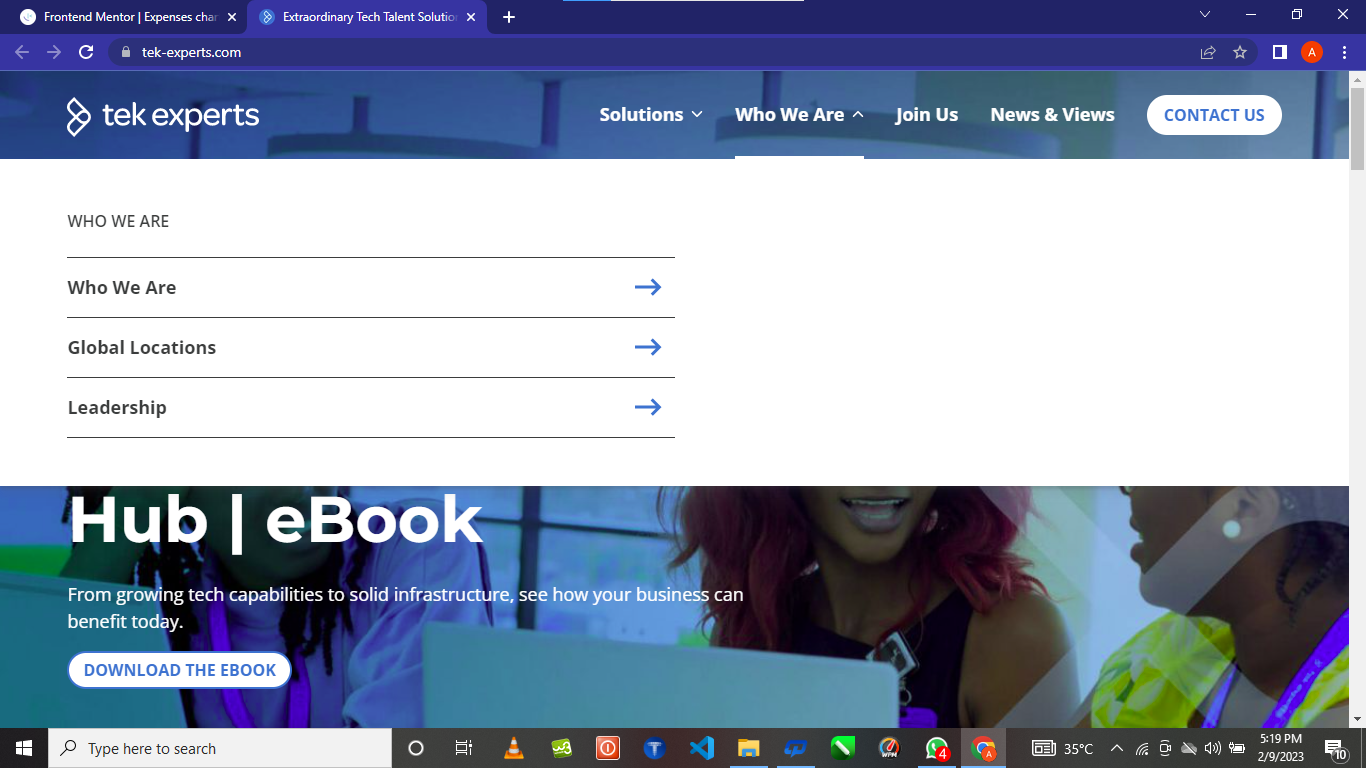 Frontend Mentor | Expenses char
Extraordinary Tech Talent Solution
tek-experts.com
A
tek experts
Solutions
Who We Are
Join Us
News & Views
CONTACT US
WHO WE ARE
Who We Are
Global Locations
Leadership
Hub | eBook
From growing tech capabilities to solid infrastructure, see how your business can
benefit today.
DOWNLOAD THE EBOOK
Type here to search
WPM
4
A
35°C
5:19 PM
2/9/2023
10